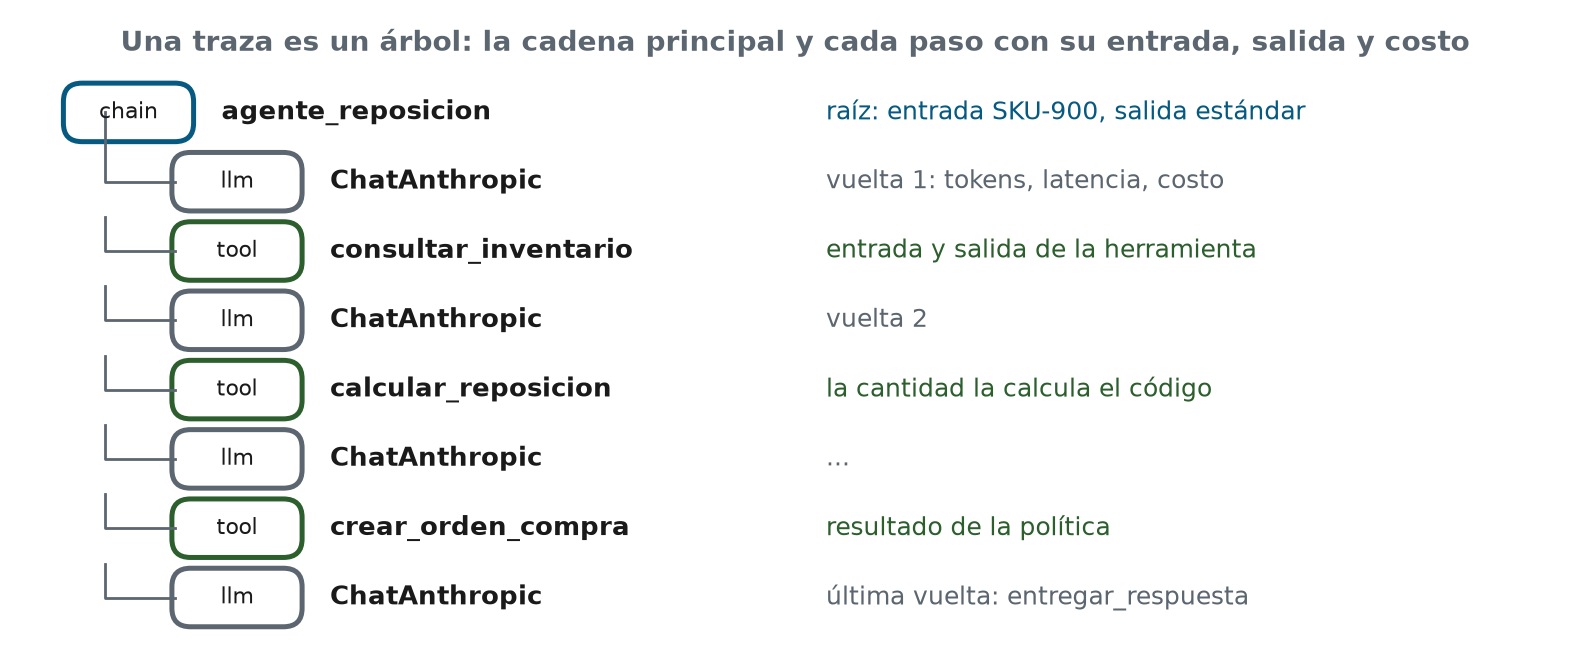 Una traza es un árbol: la cadena principal y cada paso con su entrada, salida y costo
chain agente_reposicion raíz: entrada SKU-900, salida estándar
llm ChatAnthropic vuelta 1: tokens, latencia, costo
tool consultar_inventario entrada y salida de la herramienta
llm ChatAnthropic vuelta 2
tool calcular_reposicion la cantidad la calcula el código
llm ChatAnthropic ...
tool crear_orden_compra resultado de la política
llm ChatAnthropic última vuelta: entregar_respuesta